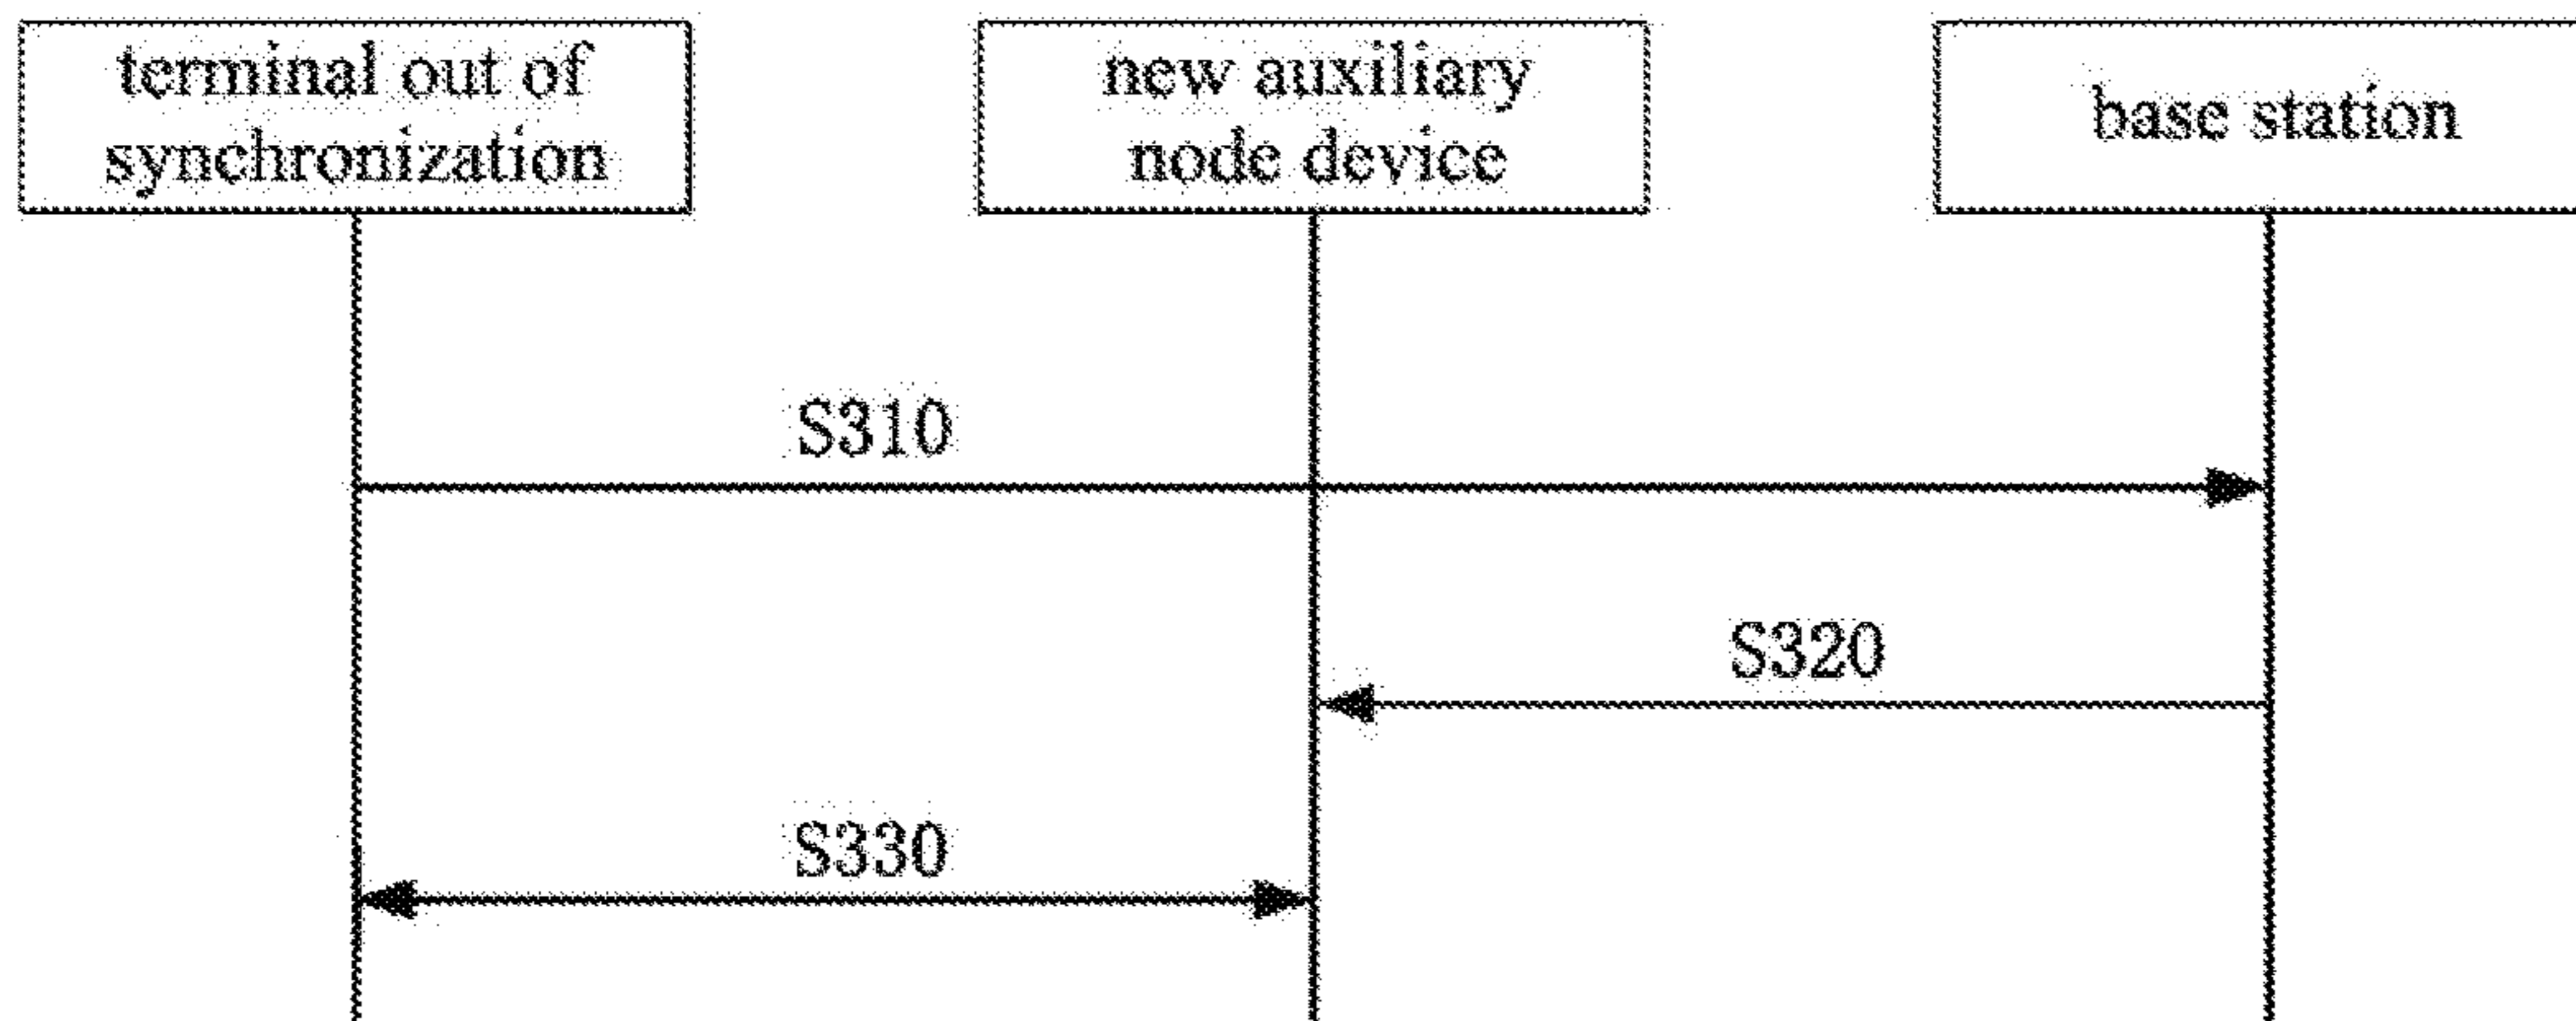 terminal out of
synchronization
new auxiliary
node device
base station
S310
S320
S330